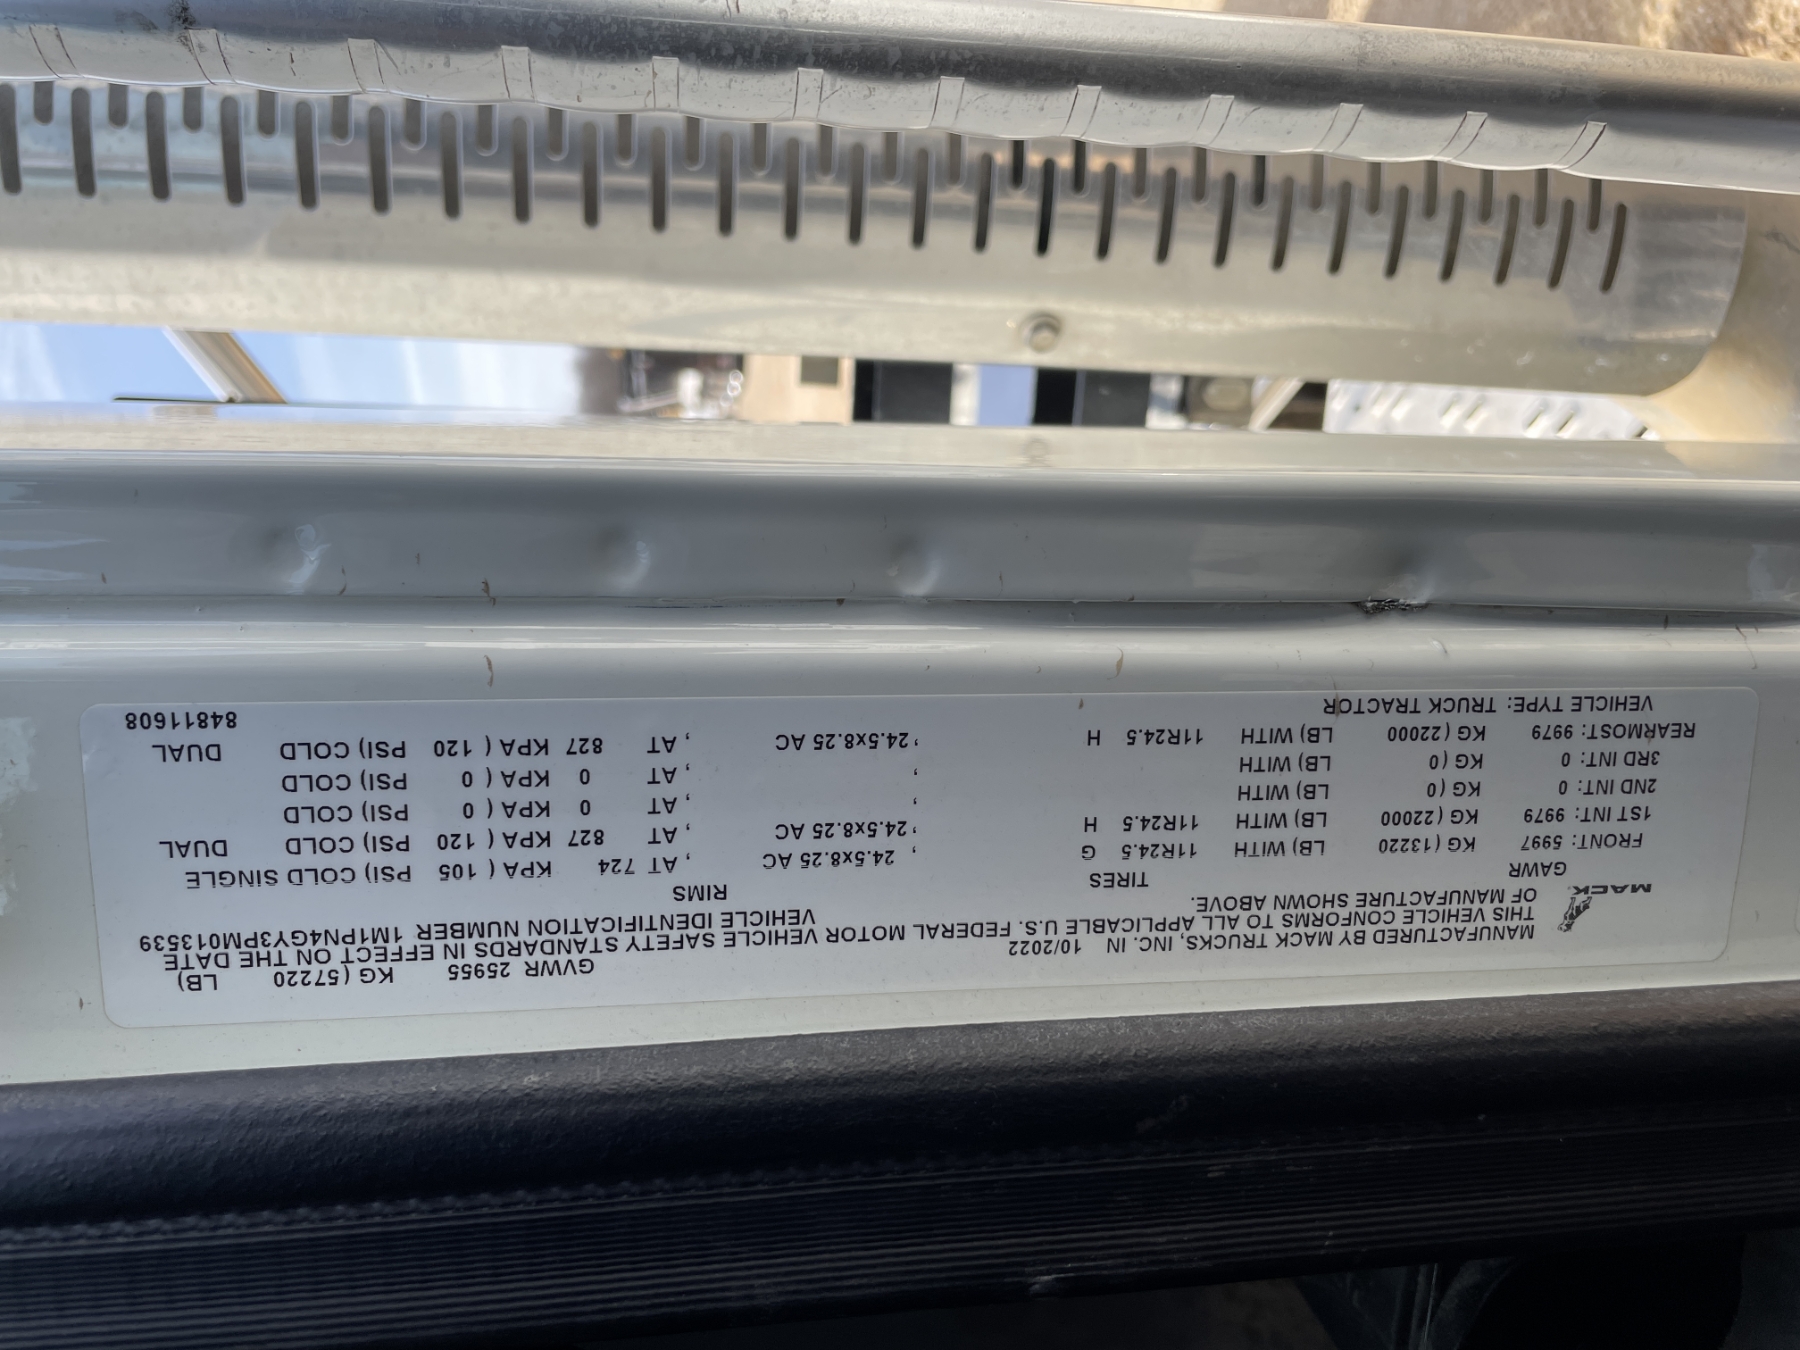 GVWR 25955 KG (57220 LB)
MANUFACTURED BY MACK TRUCKS, INC. IN 10/2022
THIS VEHICLE CONFORMS TO ALL APPLICABLE U.S. FEDERAL MOTOR VEHICLE SAFETY STANDARDS IN EFFECT ON THE DATE
OF MANUFACTURE SHOWN ABOVE. VEHICLE IDENTIFICATION NUMBER 1M1PN4GY3PM013539
MACK
GAWR TIRES RIMS
FRONT: 5997 KG (13220 LB) WITH 11R24.5 G , 24.5x8.25 AC , AT 724 KPA ( 105 PSI) COLD SINGLE
1ST INT: 9979 KG (22000 LB) WITH 11R24.5 H , 24.5x8.25 AC , AT 827 KPA ( 120 PSI) COLD DUAL
2ND INT: 0 KG (0 LB) WITH , , AT 0 KPA ( 0 PSI) COLD
3RD INT: 0 KG (0 LB) WITH , , AT 0 KPA ( 0 PSI) COLD
REARMOST: 9979 KG (22000 LB) WITH 11R24.5 H , 24.5x8.25 AC , AT 827 KPA ( 120 PSI) COLD DUAL
VEHICLE TYPE: TRUCK TRACTOR 84811608